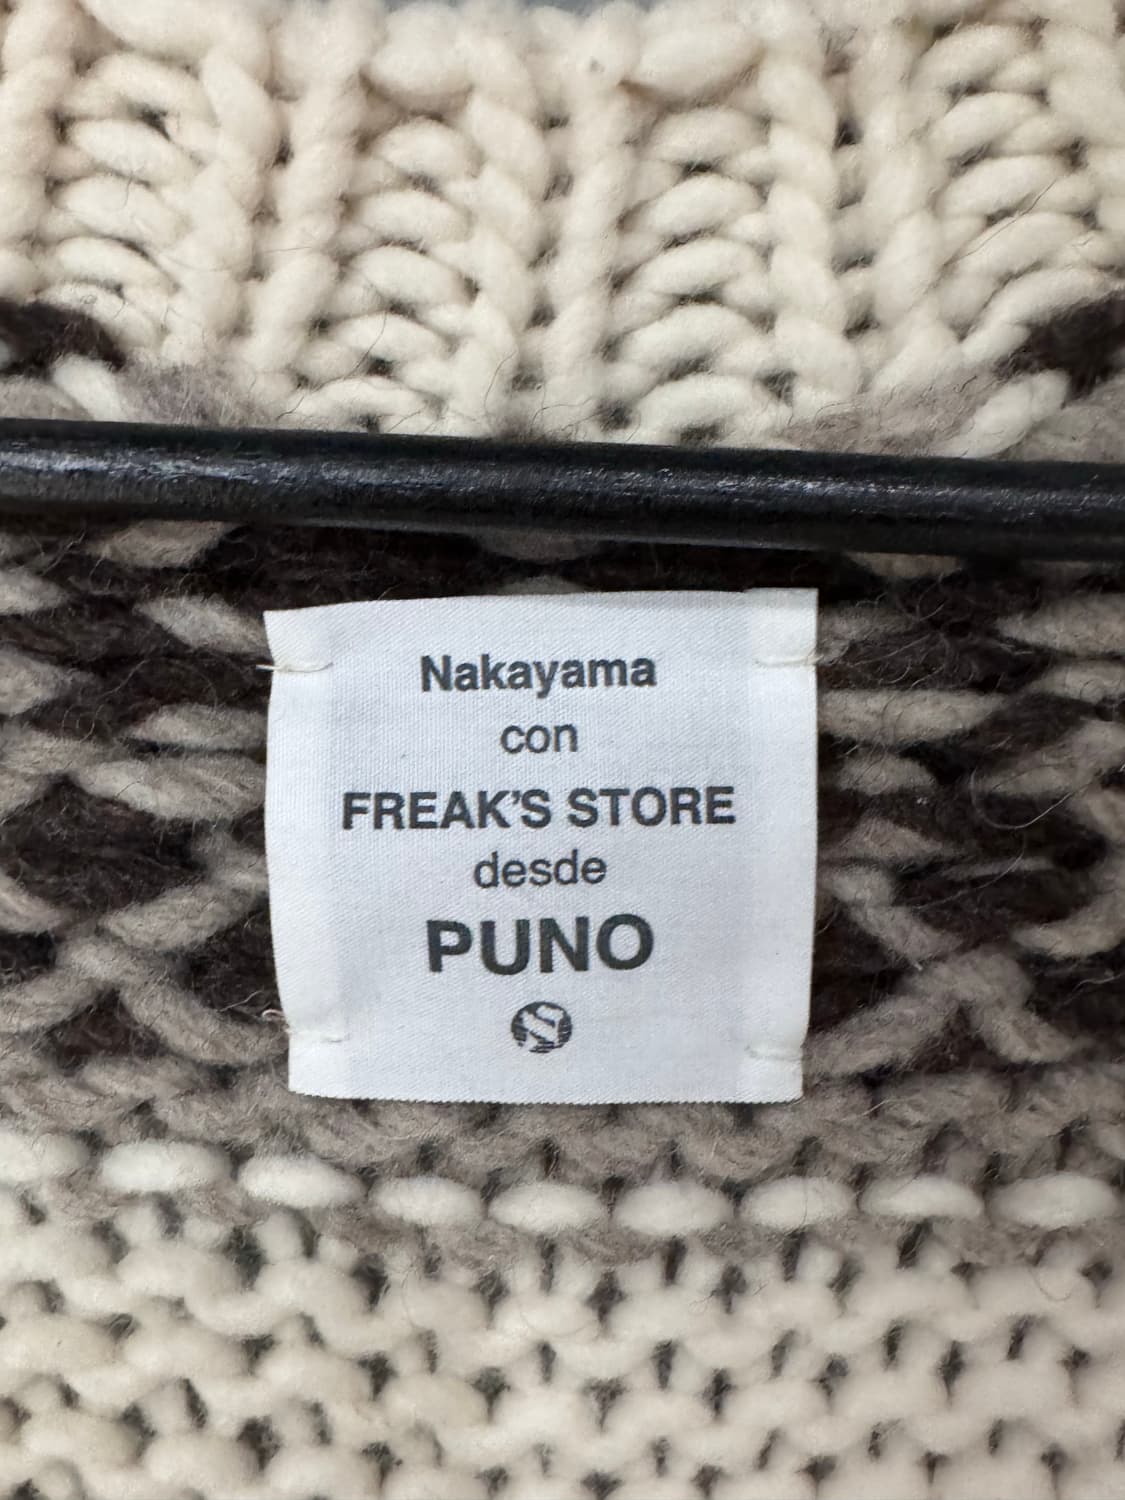 Nakayama
con
FREAK'S STORE
desde
PUNO
S